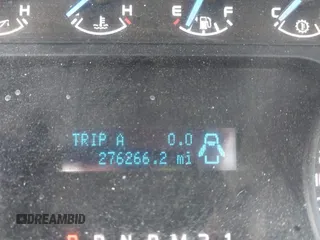 H H E F C
TRIP A 0.0
276266.2 mi
DREAMBID